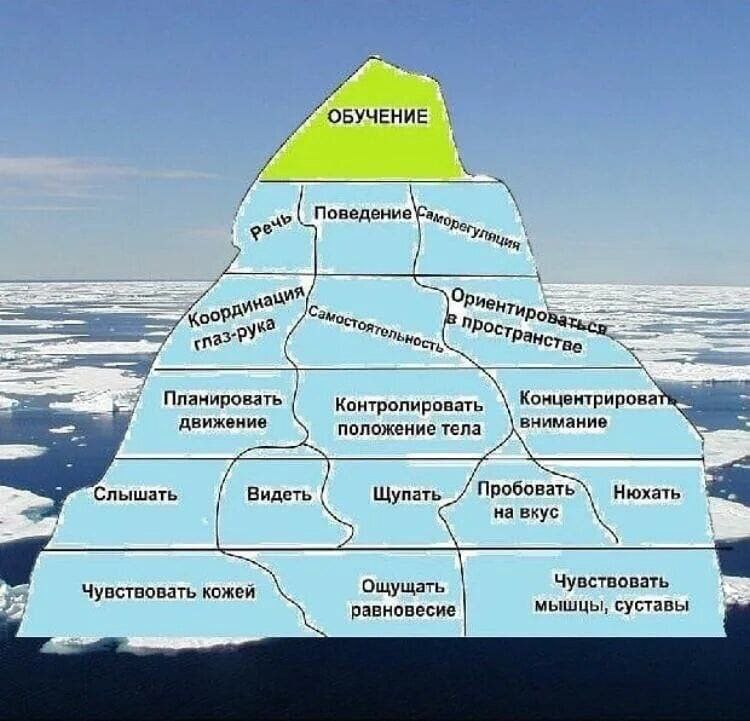 ОБУЧЕНИЕ
Речь Поведение Саморегуляция
Координация
глаз-рука
Самостоятельность
Ориентироваться
в пространстве
Планировать
движение
Контролировать
положение тела
Концентрировать
внимание
Слышать Видеть Щупать Пробовать
на вкус
Нюхать
Чувствовать кожей
Ощущать
равновесие
Чувствовать
мышцы, суставы